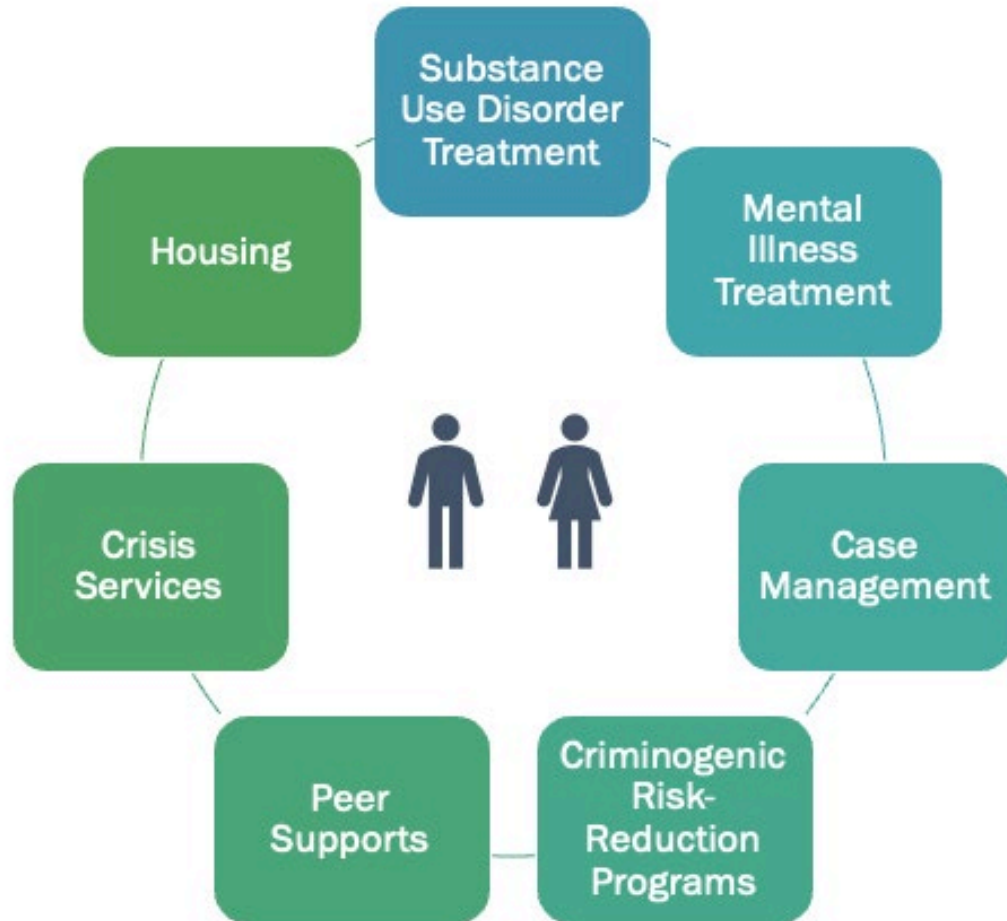 Substance
Use Disorder
Treatment
Mental
Illness
Treatment
Case
Management
Criminogenic
Risk-
Reduction
Programs
Peer
Supports
Crisis
Services
Housing